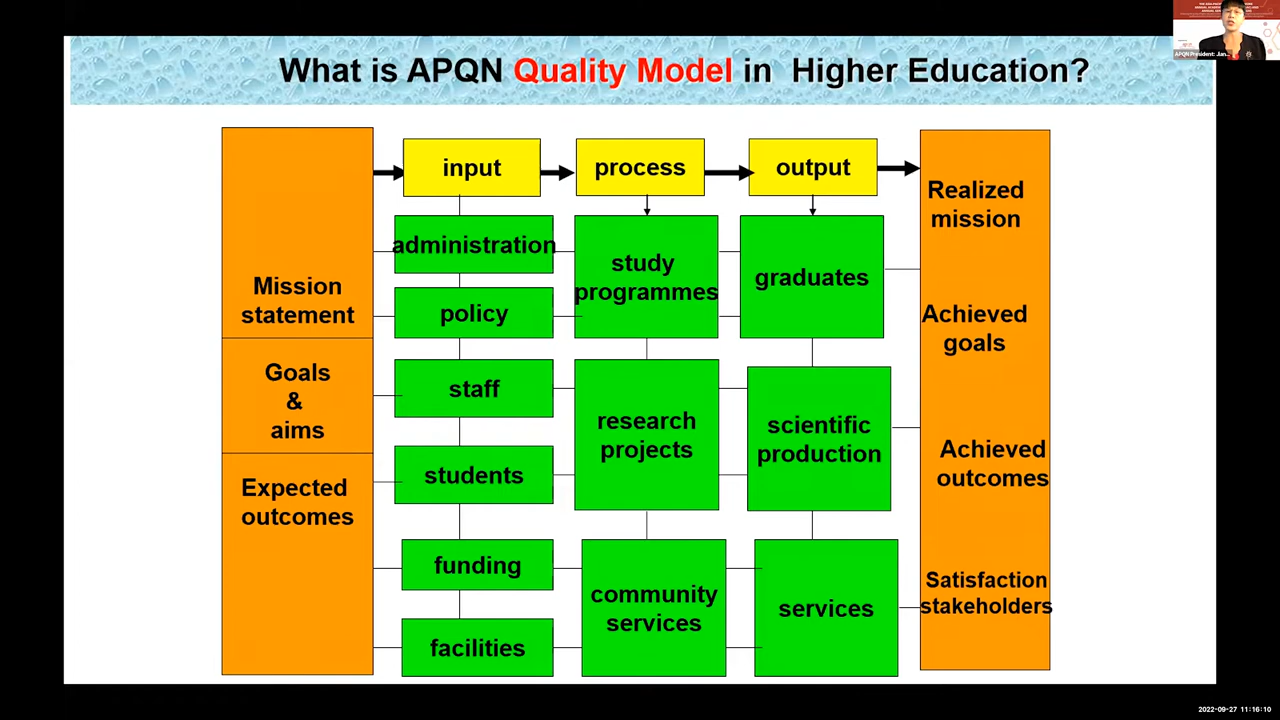 What is APQN Quality Model in Higher Education?
APQN President: Jan...
input
process
output
Mission
statement
Goals
&
aims
Expected
outcomes
administration
policy
staff
students
funding
facilities
study
programmes
research
projects
community
services
graduates
scientific
production
services
Realized
mission
Achieved
goals
Achieved
outcomes
Satisfaction
stakeholders
2022-09-27 11:16:10